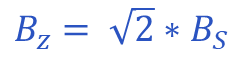 B_z = √2 * B_S